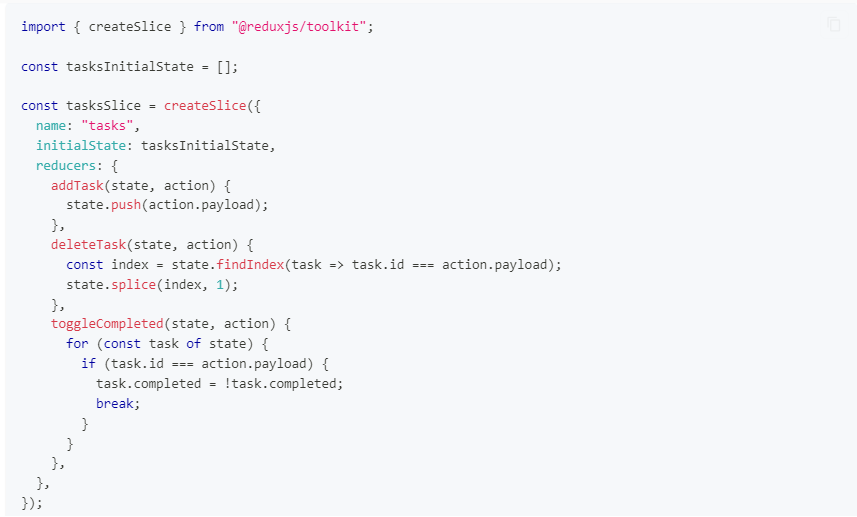 import { createSlice } from "@reduxjs/toolkit";
const tasksInitialState = [];
const tasksSlice = createSlice({
  name: "tasks",
  initialState: tasksInitialState,
  reducers: {
    addTask(state, action) {
      state.push(action.payload);
    },
    deleteTask(state, action) {
      const index = state.findIndex(task => task.id === action.payload);
      state.splice(index, 1);
    },
    toggleCompleted(state, action) {
      for (const task of state) {
        if (task.id === action.payload) {
          task.completed = !task.completed;
          break;
        }
      }
    },
  },
});